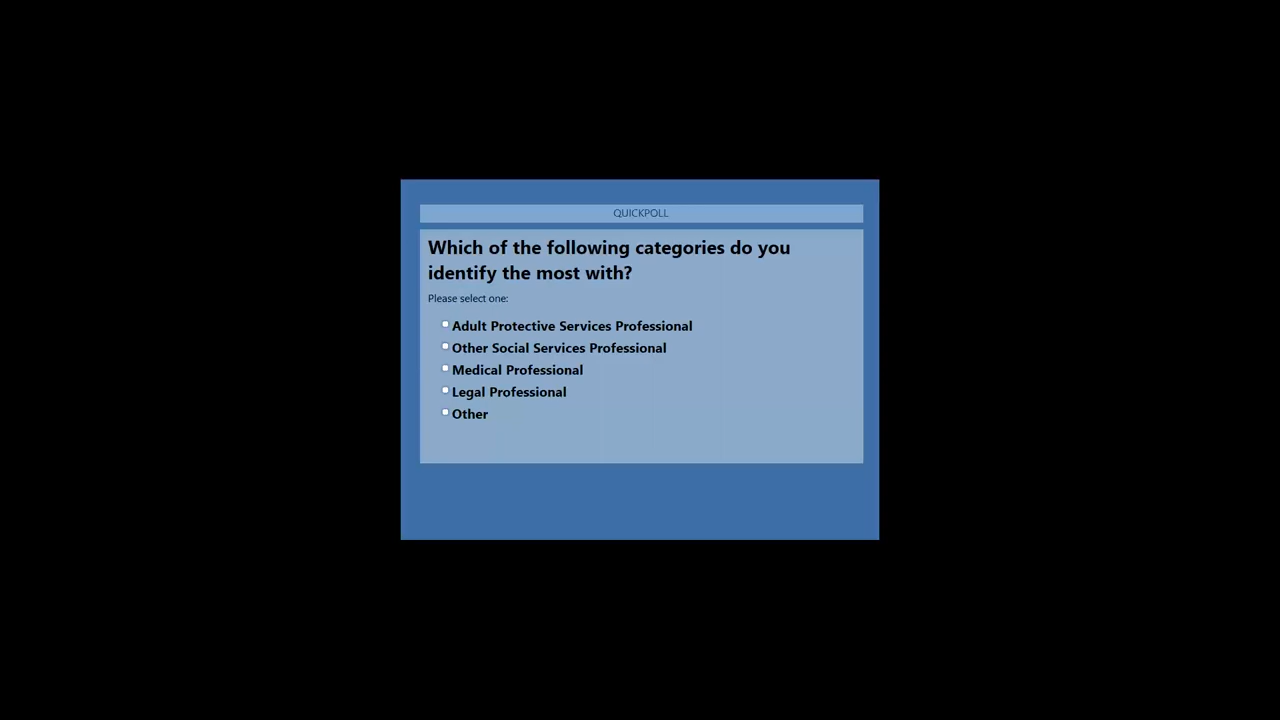 QUICKPOLL
Which of the following categories do you
identify the most with?
Please select one:
Adult Protective Services Professional
Other Social Services Professional
Medical Professional
Legal Professional
Other